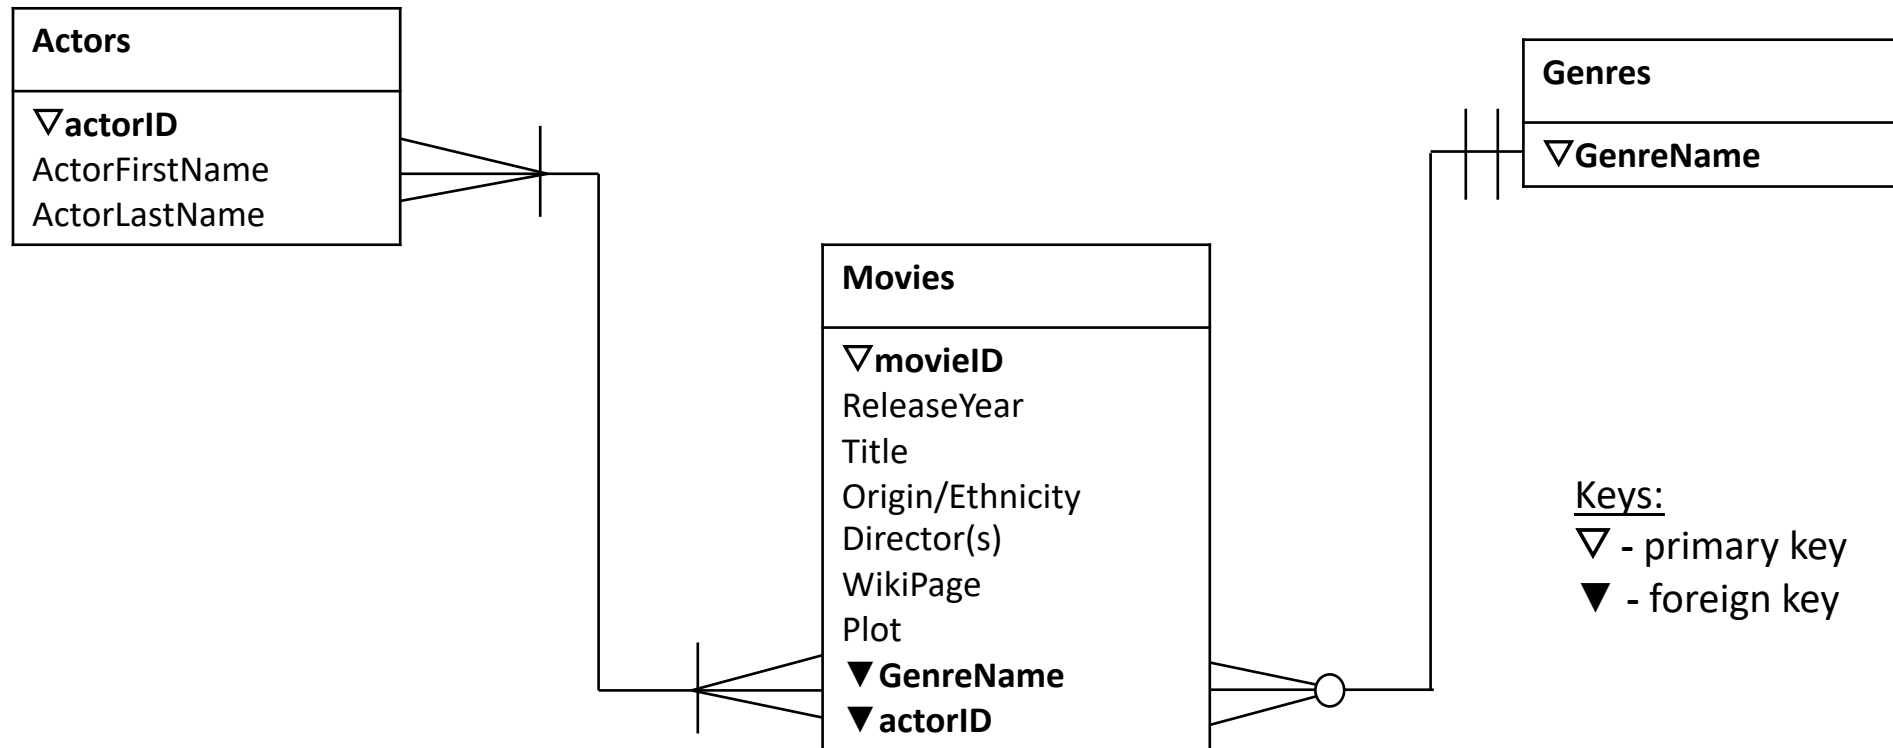 Actors
▽actorID
ActorFirstName
ActorLastName
Genres
▽GenreName
Movies
▽movieID
ReleaseYear
Title
Origin/Ethnicity
Director(s)
WikiPage
Plot
▼GenreName
▼actorID
Keys:
▽ - primary key
▼ - foreign key